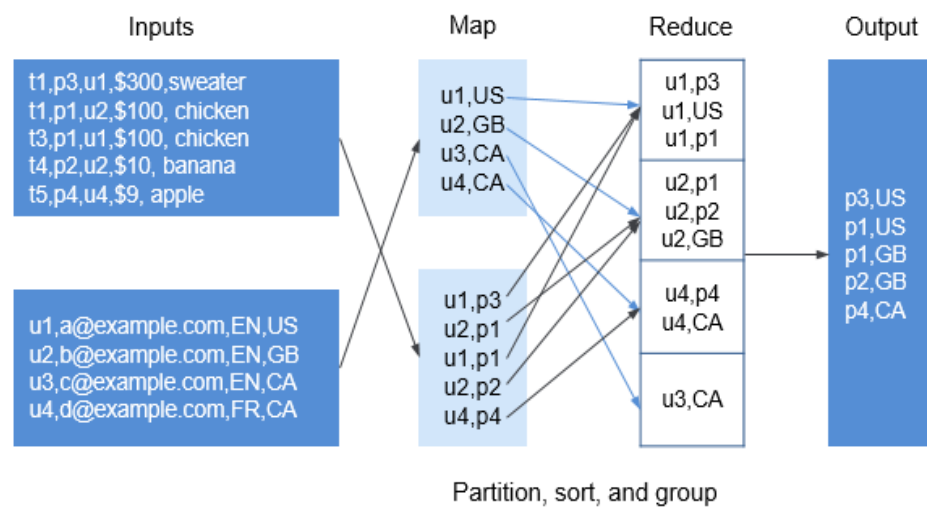 Inputs
Map
Reduce
Output
t1,p3,u1,$300,sweater
t1,p1,u2,$100, chicken
t3,p1,u1,$100, chicken
t4,p2,u2,$10, banana
t5,p4,u4,$9, apple
u1,a@example.com,EN,US
u2,b@example.com,EN,GB
u3,c@example.com,EN,CA
u4,d@example.com,FR,CA
u1,US
u2,GB
u3,CA
u4,CA
u1,p3
u2,p1
u1,p1
u2,p2
u4,p4
u1,p3
u1,US
u1,p1
u2,p1
u2,p2
u2,GB
u4,p4
u4,CA
u3,CA
p3,US
p1,US
p1,GB
p2,GB
p4,CA
Partition, sort, and group